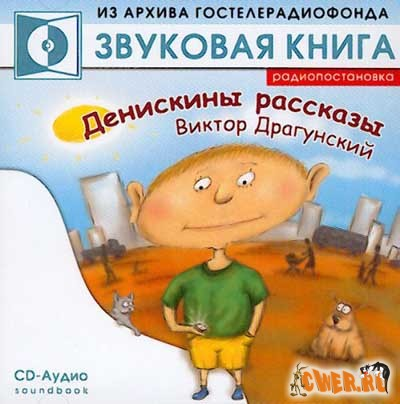 ИЗ АРХИВА ГОСТЕЛЕРАДИОФОНДА
ЗВУКОВАЯ КНИГА
радиопостановка
Денискины рассказы
Виктор Драгунский
CD-Аудио
soundbook
CWER.RU